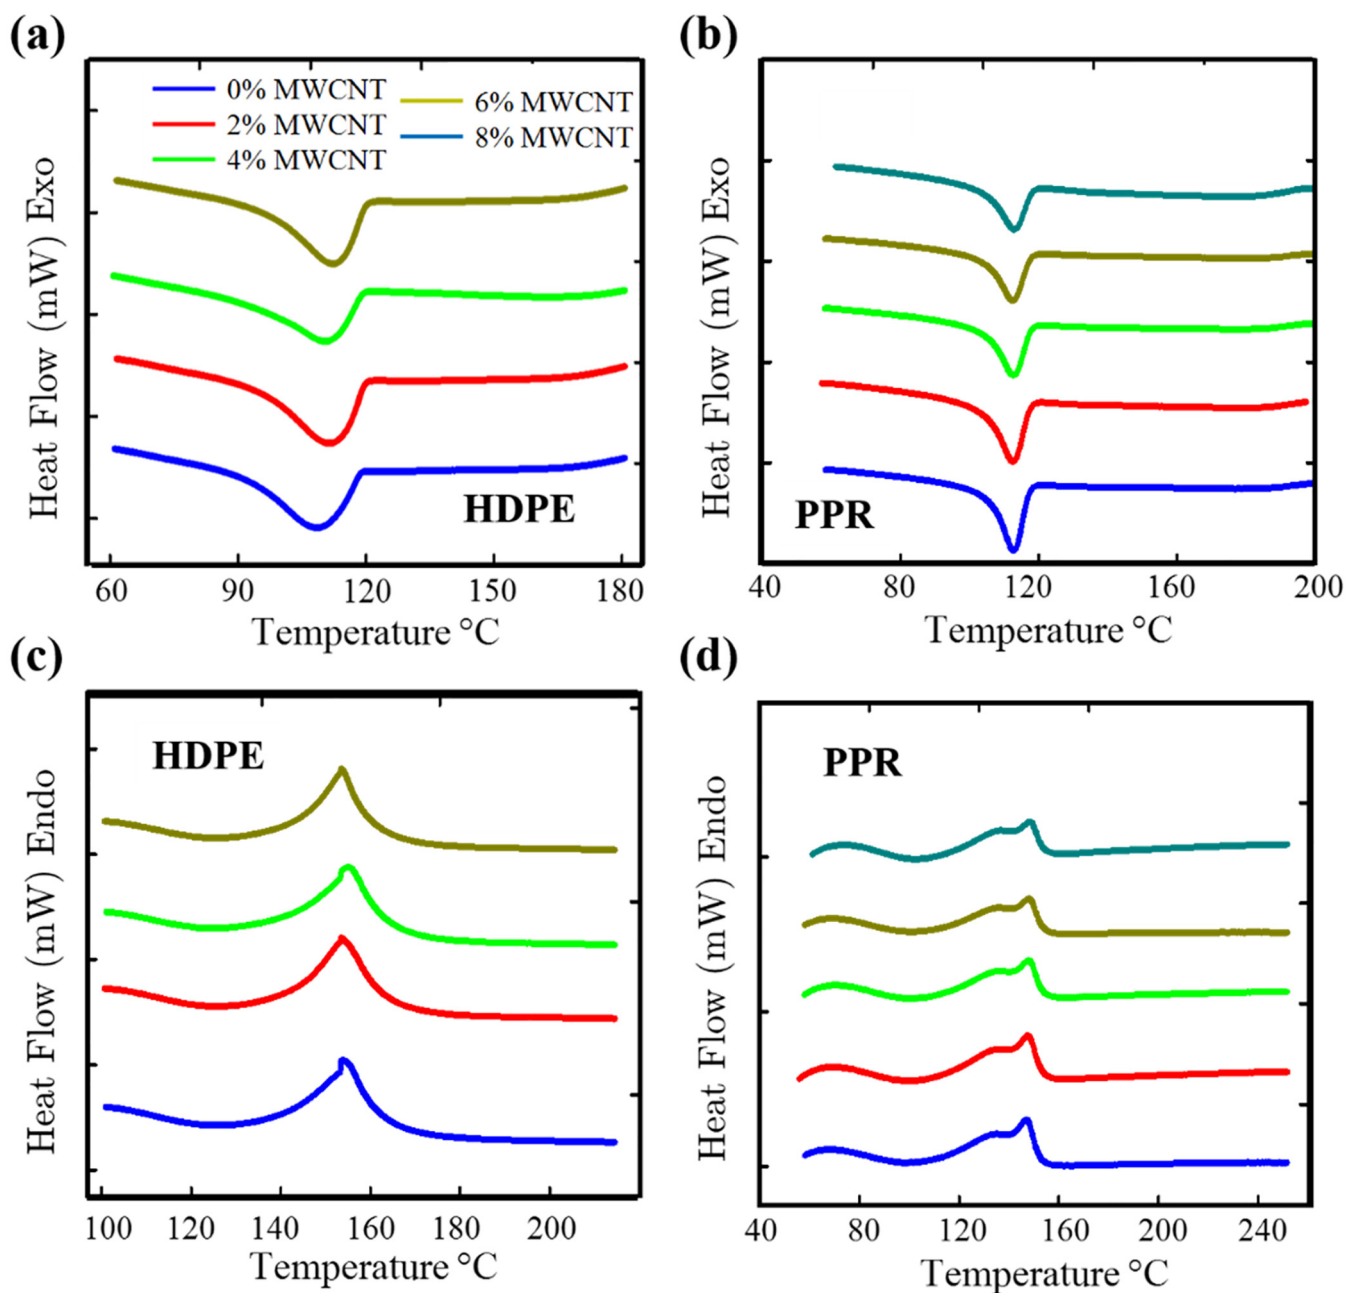 (a)
0% MWCNT
2% MWCNT
4% MWCNT
6% MWCNT
8% MWCNT
Heat Flow (mW) Exo
HDPE
60 90 120 150 180
Temperature °C
(b)
Heat Flow (mW) Exo
PPR
40 80 120 160 200
Temperature °C
(c)
HDPE
Heat Flow (mW) Endo
100 120 140 160 180 200
Temperature °C
(d)
PPR
Heat Flow (mW) Endo
40 80 120 160 200 240
Temperature °C